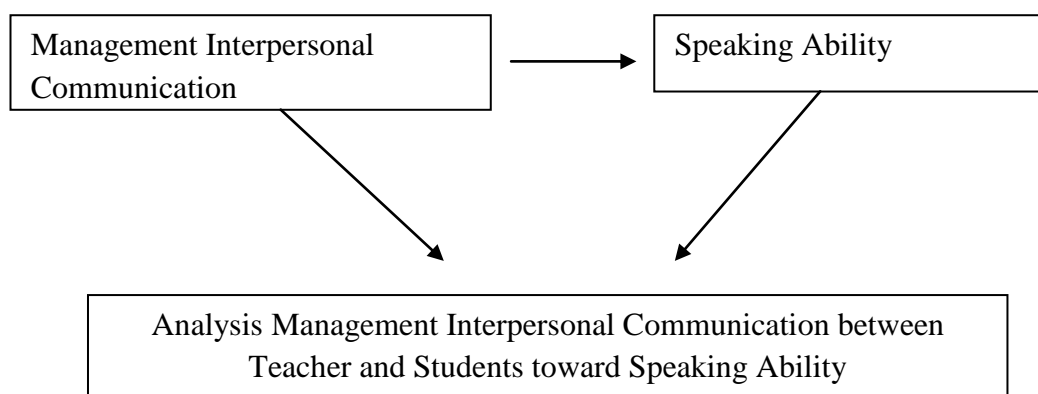 Management Interpersonal
Communication
Speaking Ability
Analysis Management Interpersonal Communication between
Teacher and Students toward Speaking Ability